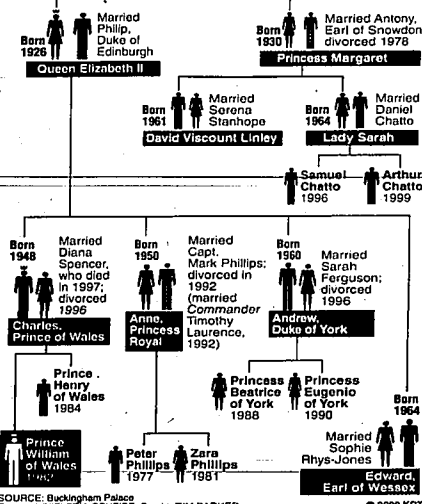 Born
1926
Married
Philip,
Duke of
Edinburgh
Queen Elizabeth II
Born
1930
Married Antony,
Earl of Snowdon
divorced 1978
Princess Margaret
Born
1961
Married
Serena
Stanhope
David Viscount Linley
Born
1964
Married
Daniel
Chatto
Lady Sarah
Samuel
Chatto
1996
Arthur
Chatto
1999
Born
1948
Married
Diana
Spencer,
who died
in 1997;
divorced
1996
Charles,
Prince of Wales
Born
1950
Married
Capt.
Mark Phillips;
divorced in
1992
(married
Commander
Timothy
Laurence,
1992)
Anne,
Princess
Royal
Born
1960
Married
Sarah
Ferguson;
divorced
1996
Andrew,
Duke of York
Prince
Henry
of Wales
1984
Princess
Beatrice
of York
1988
Princess
Eugenio
of York
1990
Born
1964
Married
Sophie
Rhys-Jones
Edward,
Earl of Wessex
Prince
William
of Wales
1982
Peter
Phillips
1977
Zara
Phillips
1981
SOURCE: Buckingham Palace